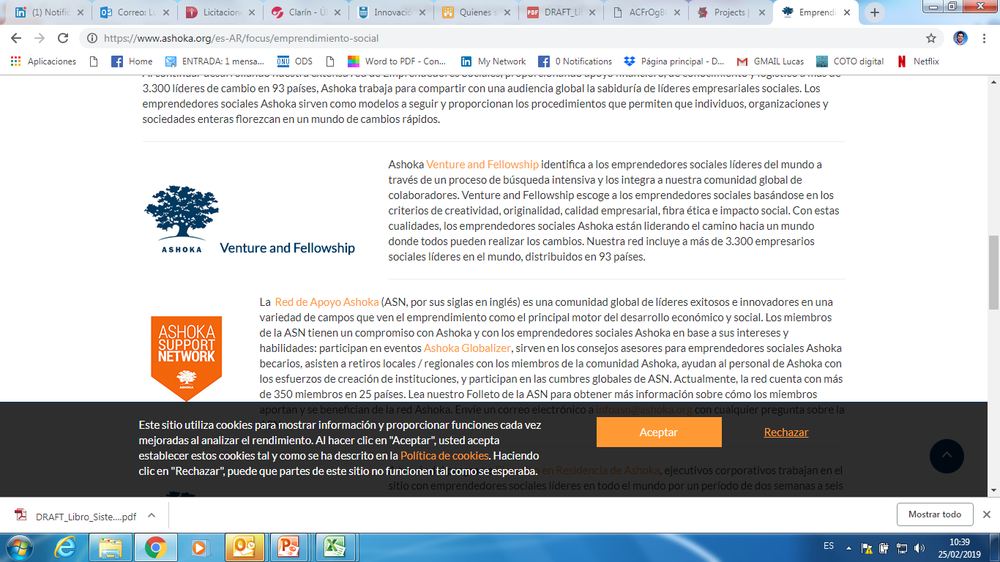 (1) Notific
Correo: Lu
Licitacione
Clarín - Ú
Innovació
Quienes s
DRAFT_Li
ACFrOgB
Projects |
Emprendi
https://www.ashoka.org/es-AR/focus/emprendimiento-social
Aplicaciones
Home
ENTRADA: 1 mensa...
ODS
Word to PDF - Con...
My Network
0 Notifications
Página principal - D...
GMAIL Lucas
COTO digital
Netflix
Al continuar desarrollando nuestra extensa red de Emprendedores Sociales, proporcionando apoyo financiero, de conocimiento y logístico a más de
3.300 líderes de cambio en 93 países, Ashoka trabaja para compartir con una audiencia global la sabiduría de líderes empresariales sociales. Los
emprendedores sociales Ashoka sirven como modelos a seguir y proporcionan los procedimientos que permiten que individuos, organizaciones y
sociedades enteras florezcan en un mundo de cambios rápidos.
ASHOKA Venture and Fellowship
Ashoka Venture and Fellowship identifica a los emprendedores sociales líderes del mundo a
través de un proceso de búsqueda intensiva y los integra a nuestra comunidad global de
colaboradores. Venture and Fellowship escoge a los emprendedores sociales basándose en los
criterios de creatividad, originalidad, calidad empresarial, fibra ética e impacto social. Con estas
cualidades, los emprendedores sociales Ashoka están liderando el camino hacia un mundo
donde todos pueden realizar los cambios. Nuestra red incluye a más de 3.300 empresarios
sociales líderes en el mundo, distribuidos en 93 países.
ASHOKA
SUPPORT
NETWORK
ASHOKA
La Red de Apoyo Ashoka (ASN, por sus siglas en inglés) es una comunidad global de líderes exitosos e innovadores en una
variedad de campos que ven el emprendimiento como el principal motor del desarrollo económico y social. Los miembros
de la ASN tienen un compromiso con Ashoka y con los emprendedores sociales Ashoka en base a sus intereses y
habilidades: participan en eventos Ashoka Globalizer, sirven en los consejos asesores para emprendedores sociales Ashoka
becarios, asisten a retiros locales / regionales con los miembros de la comunidad Ashoka, ayudan al personal de Ashoka con
los esfuerzos de creación de instituciones, y participan en las cumbres globales de ASN. Actualmente, la red cuenta con más
de 350 miembros en 25 países. Lea nuestro Folleto de la ASN para obtener más información sobre cómo los miembros
aportan y se benefician de la red Ashoka. Envíe un correo electrónico a infoasn@ashoka.org con cualquier pregunta sobre la
Este sitio utiliza cookies para mostrar información y proporcionar funciones cada vez
mejoradas al analizar el rendimiento. Al hacer clic en "Aceptar", usted acepta
establecer estos cookies tal y como se ha descrito en la Política de cookies. Haciendo
clic en "Rechazar", puede que partes de este sitio no funcionen tal como se esperaba.
Aceptar
Rechazar
en Residencia de Ashoka, ejecutivos corporativos trabajan en el
sitio con emprendedores sociales líderes en todo el mundo por un período de dos semanas a seis
DRAFT_Libro_Siste....pdf
Mostrar todo
ES
10:39
25/02/2019